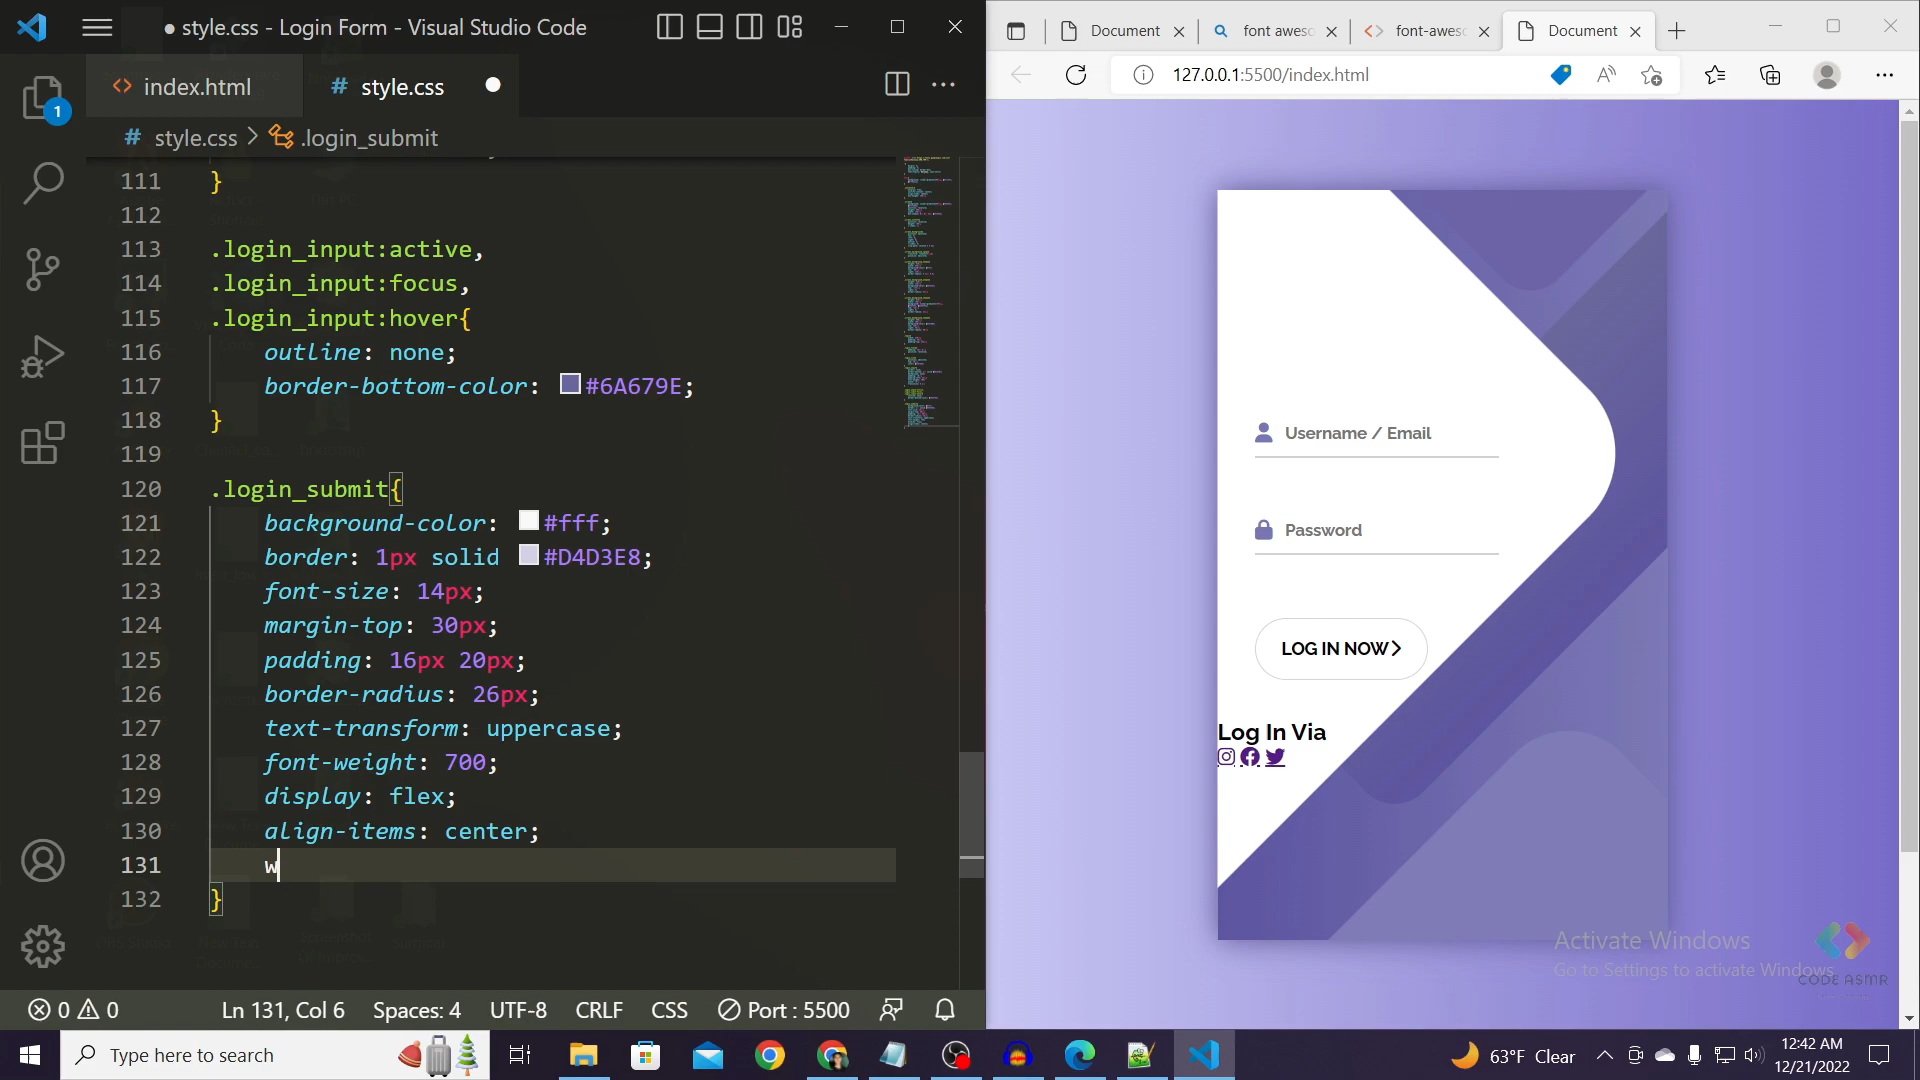 ● style.css - Login Form - Visual Studio Code
index.html
# style.css
# style.css > .login_submit
111 }
112
113 .login_input:active,
114 .login_input:focus,
115 .login_input:hover{
116 outline: none;
117 border-bottom-color: #6A679E;
118 }
119
120 .login_submit{
121 background-color: #fff;
122 border: 1px solid #D4D3E8;
123 font-size: 14px;
124 margin-top: 30px;
125 padding: 16px 20px;
126 border-radius: 26px;
127 text-transform: uppercase;
128 font-weight: 700;
129 display: flex;
130 align-items: center;
131 w
132 }
1
0 0
Ln 131, Col 6
Spaces: 4
UTF-8
CRLF
CSS
Port : 5500
Document
font awesc
font-awesc
Document
127.0.0.1:5500/index.html
Username / Email
Password
LOG IN NOW
Log In Via
Activate Windows
Go to Settings to activate Windows.
CODE ASMR
Type here to search
63°F Clear
12:42 AM
12/21/2022